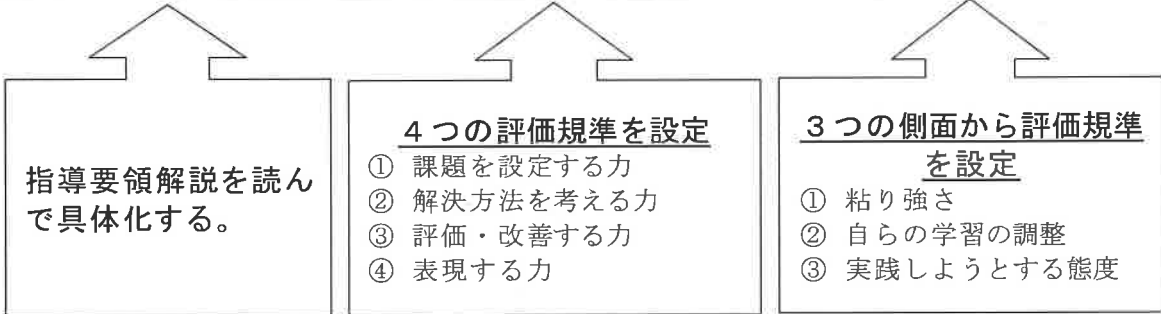 指導要領解説を読ん
で具体化する。
４つの評価規準を設定
① 課題を設定する力
② 解決方法を考える力
③ 評価・改善する力
④ 表現する力
３つの側面から評価規準
を設定
① 粘り強さ
② 自らの学習の調整
③ 実践しようとする態度